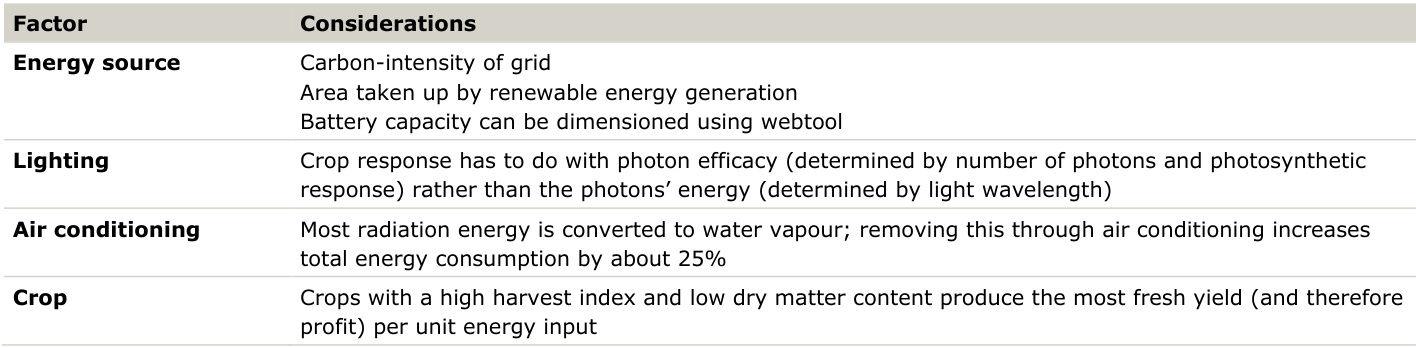 Factor Considerations
Energy source Carbon-intensity of grid
Area taken up by renewable energy generation
Battery capacity can be dimensioned using webtool
Lighting Crop response has to do with photon efficacy (determined by number of photons and photosynthetic
response) rather than the photons’ energy (determined by light wavelength)
Air conditioning Most radiation energy is converted to water vapour; removing this through air conditioning increases
total energy consumption by about 25%
Crop Crops with a high harvest index and low dry matter content produce the most fresh yield (and therefore
profit) per unit energy input